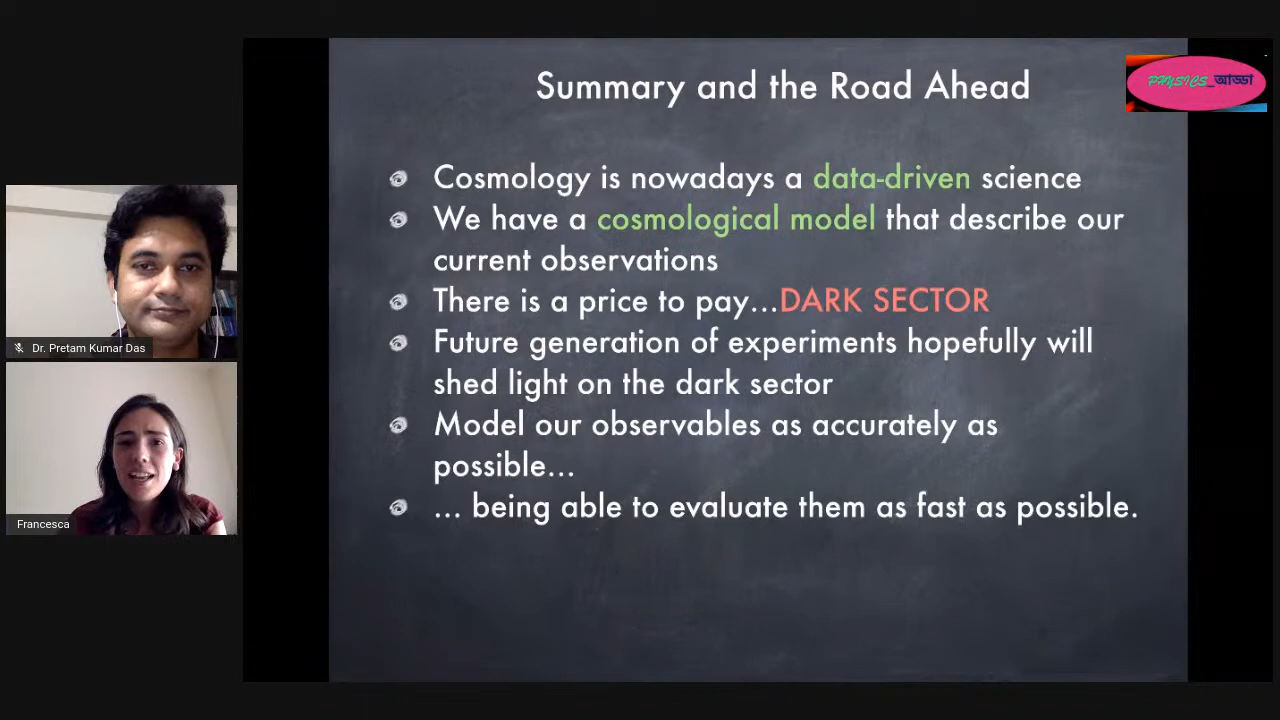 Summary and the Road Ahead
PHYSICS_আড্ডা
Cosmology is nowadays a data-driven science
We have a cosmological model that describe our
current observations
There is a price to pay...DARK SECTOR
Future generation of experiments hopefully will
shed light on the dark sector
Model our observables as accurately as
possible...
... being able to evaluate them as fast as possible.
Dr. Pretam Kumar Das
Francesca